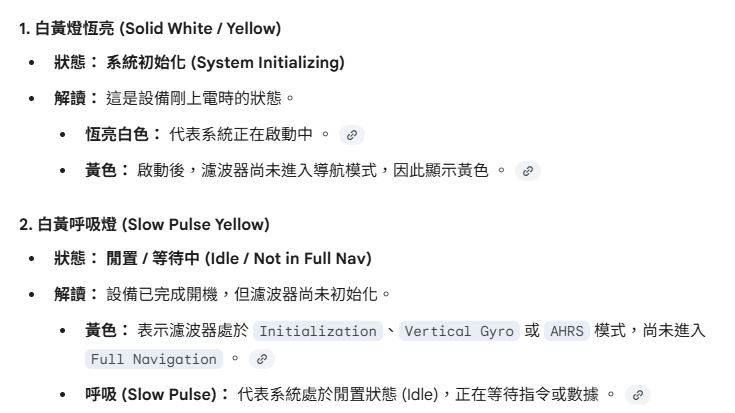 1. 白黃燈恆亮 (Solid White / Yellow)
• 狀態： 系統初始化 (System Initializing)
• 解讀： 這是設備剛上電時的狀態。
• 恆亮白色： 代表系統正在啟動中 。
• 黃色： 啟動後，濾波器尚未進入導航模式，因此顯示黃色 。
2. 白黃呼吸燈 (Slow Pulse Yellow)
• 狀態： 閒置 / 等待中 (Idle / Not in Full Nav)
• 解讀： 設備已完成開機，但濾波器尚未初始化。
• 黃色： 表示濾波器處於 Initialization 、 Vertical Gyro 或 AHRS 模式，尚未進入
Full Navigation 。
• 呼吸 (Slow Pulse)： 代表系統處於閒置狀態 (Idle)，正在等待指令或數據 。